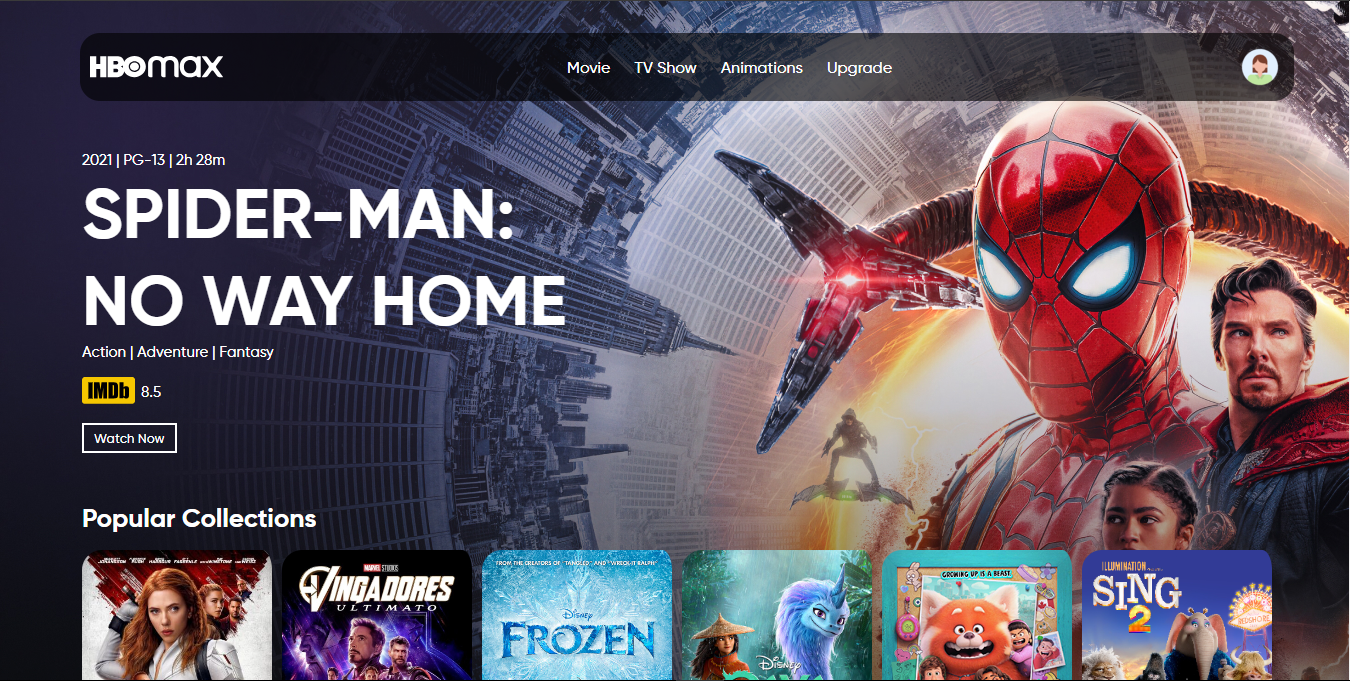 HBOmax
Movie TV Show Animations Upgrade
2021 | PG-13 | 2h 28m
SPIDER-MAN:
NO WAY HOME
Action | Adventure | Fantasy
IMDb 8.5
Watch Now
Popular Collections
MARVEL STUDIOS
VINGADORES
ULTIMATO
FROM THE CREATORS OF "TANGLED" AND "WRECK-IT RALPH"
DISNEY
FROZEN
DISNEY
GROWING UP IS A BEAST.
ILLUMINATION
SING
2
REDSHORE